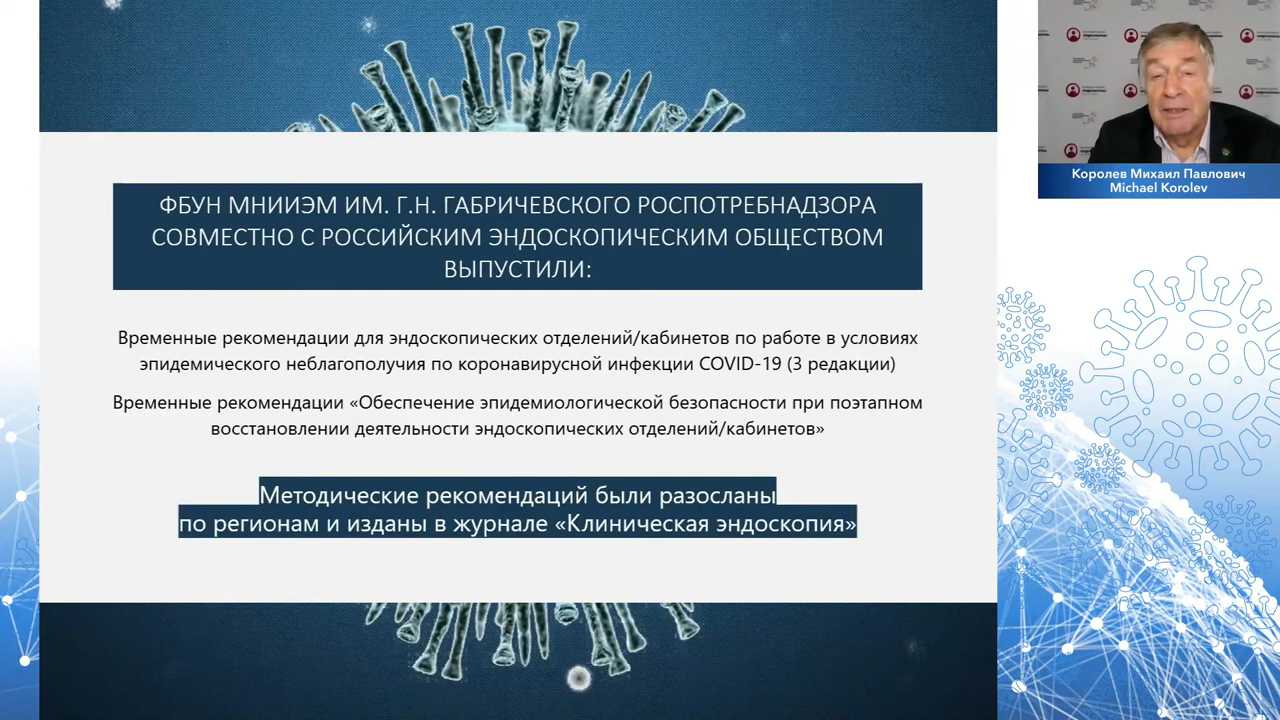 ФБУН МНИИЭМ ИМ. Г.Н. ГАБРИЧЕВСКОГО РОСПОТРЕБНАДЗОРА
СОВМЕСТНО С РОССИЙСКИМ ЭНДОСКОПИЧЕСКИМ ОБЩЕСТВОМ
ВЫПУСТИЛИ:
Временные рекомендации для эндоскопических отделений/кабинетов по работе в условиях
эпидемического неблагополучия по коронавирусной инфекции COVID-19 (3 редакции)
Временные рекомендации «Обеспечение эпидемиологической безопасности при поэтапном
восстановлении деятельности эндоскопических отделений/кабинетов»
Методические рекомендаций были разосланы
по регионам и изданы в журнале «Клиническая эндоскопия»
Королев Михаил Павлович
Michael Korolev